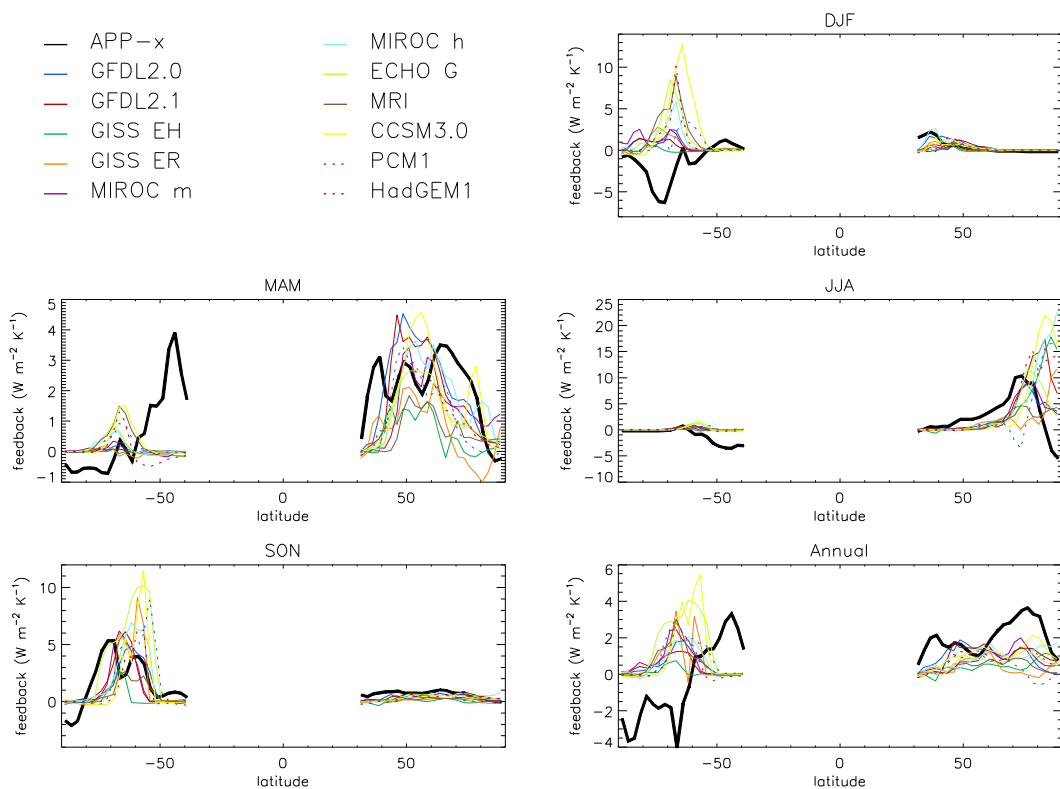 APP-x
GFDL2.0
GFDL2.1
GISS EH
GISS ER
MIROC m
MIROC h
ECHO G
MRI
CCSM3.0
PCM1
HadGEM1
DJF
feedback (W m⁻² K⁻¹)
10
5
0
-5
-50 0 50
latitude
MAM
feedback (W m⁻² K⁻¹)
5
4
3
2
1
0
-1
-50 0 50
latitude
JJA
feedback (W m⁻² K⁻¹)
25
20
15
10
5
0
-5
-10
-50 0 50
latitude
SON
feedback (W m⁻² K⁻¹)
10
5
0
-50 0 50
latitude
Annual
feedback (W m⁻² K⁻¹)
6
4
2
0
-2
-4
-50 0 50
latitude